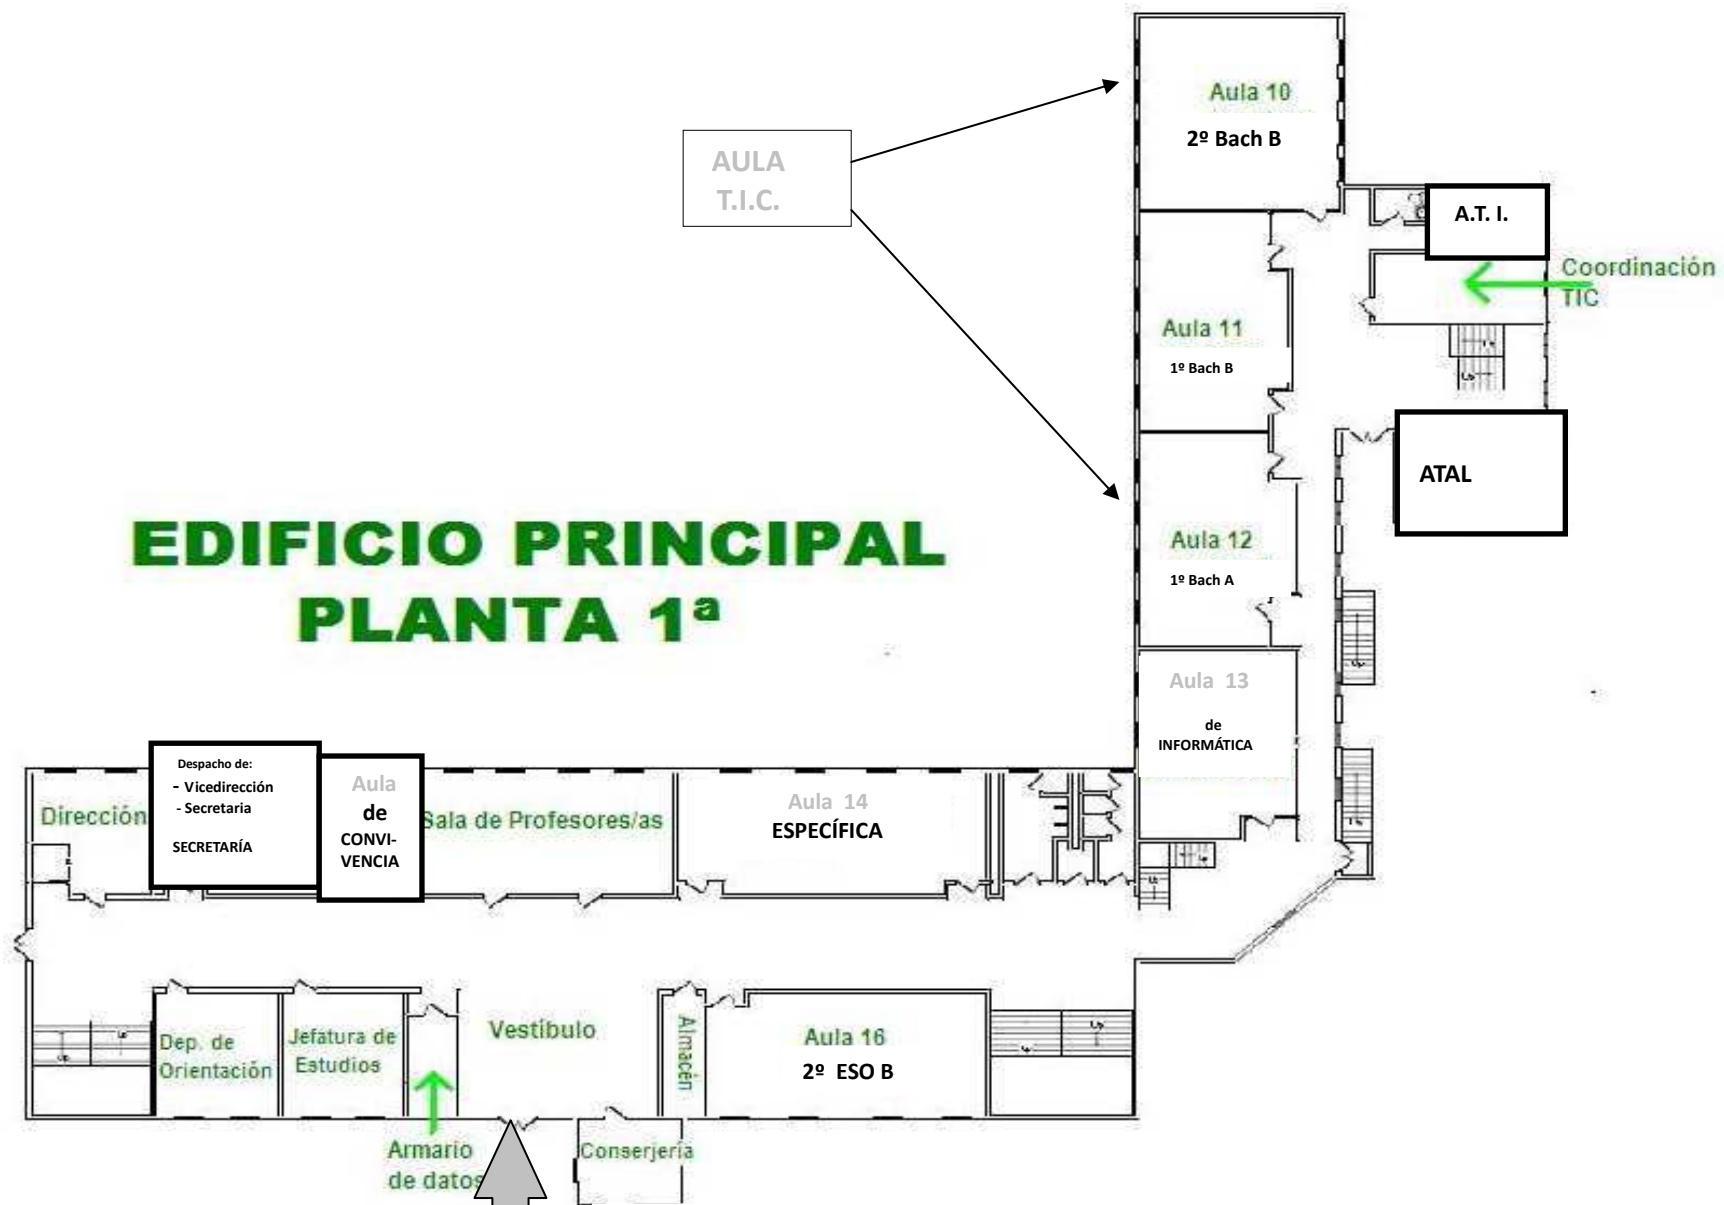 Aula 10
2º Bach B
AULA
T.I.C.
A.T. I.
Coordinación
TIC
Aula 11
1º Bach B
ATAL
EDIFICIO PRINCIPAL
PLANTA 1ª
Aula 12
1º Bach A
Aula 13
de
INFORMÁTICA
Dirección
Despacho de:
- Vicedirección
- Secretaria
SECRETARÍA
Aula
de
CONVI-
VENCIA
Sala de Profesores/as
Aula 14
ESPECÍFICA
Dep. de
Orientación
Jefatura de
Estudios
Vestíbulo
Almacén
Aula 16
2º ESO B
Armario
de datos
Conserjería